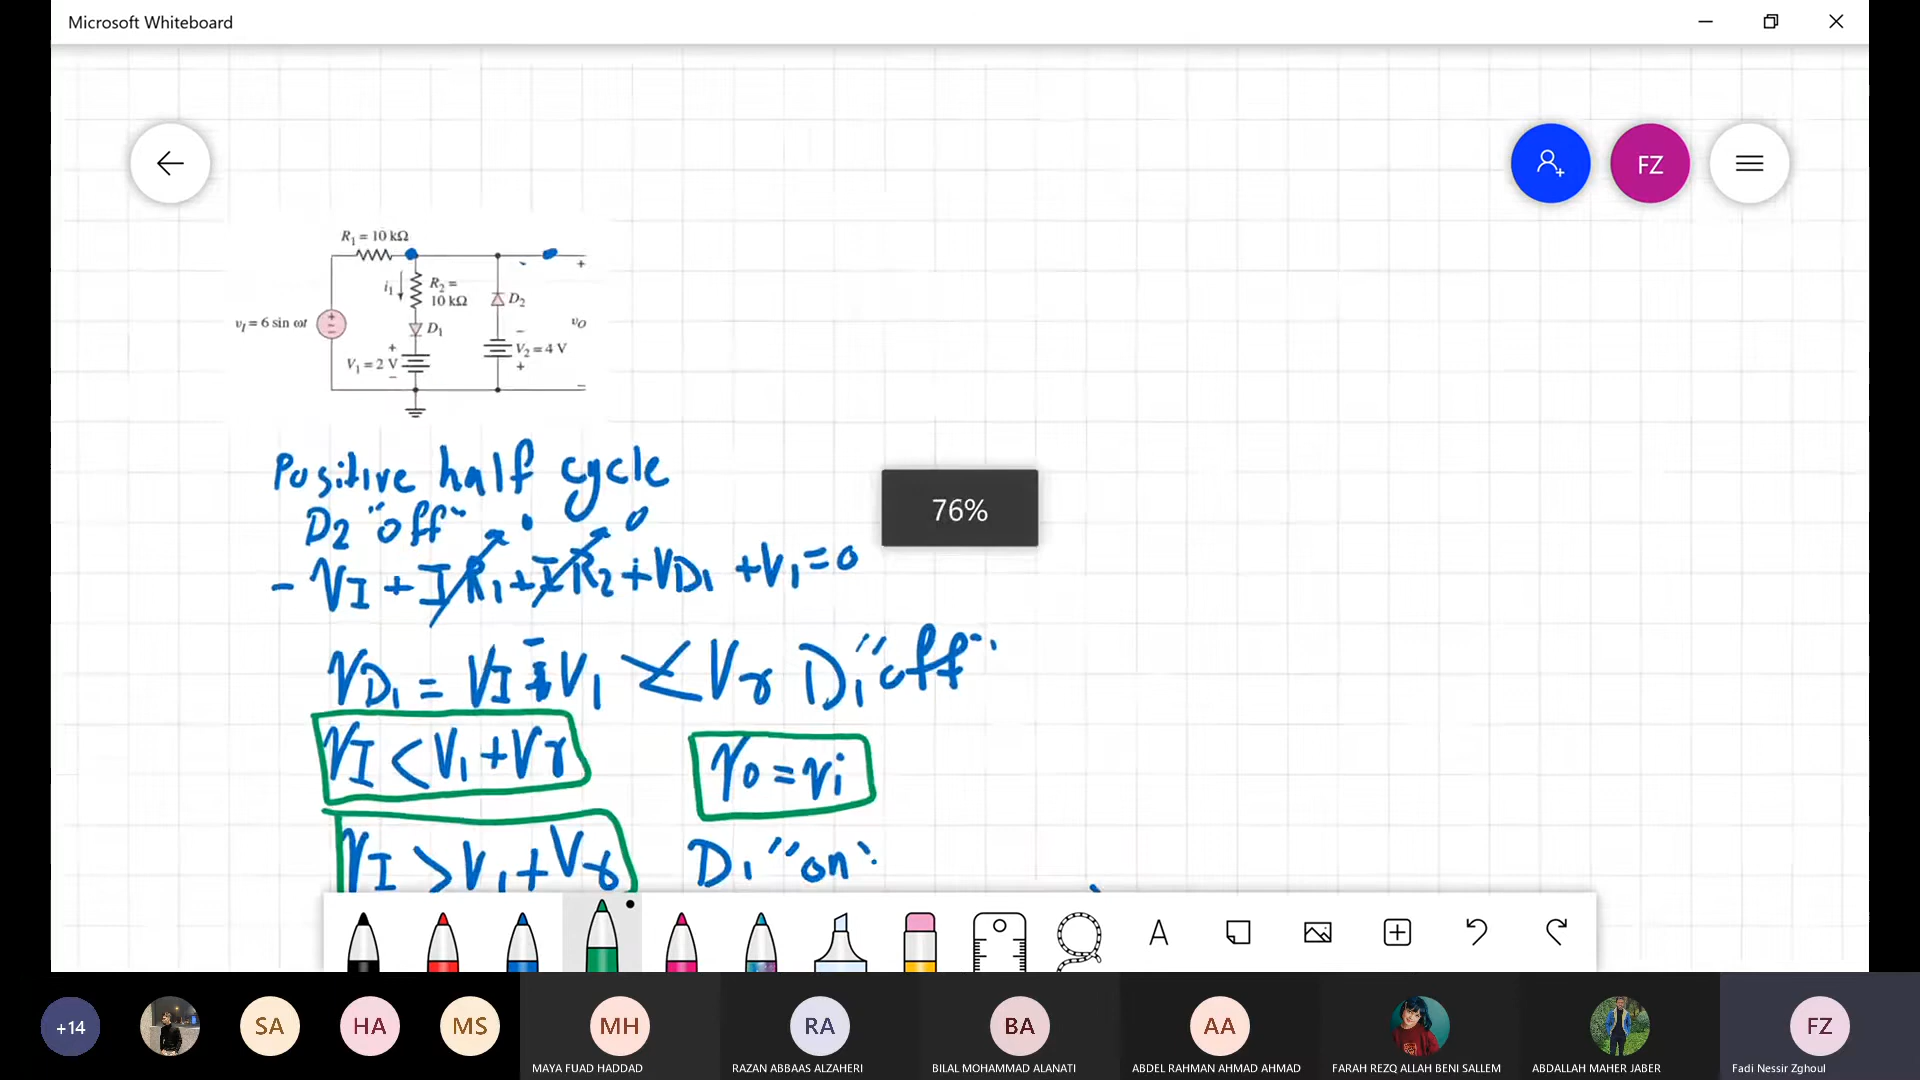 Microsoft Whiteboard
FZ
R₁ = 10 kΩ
i₁
R₂ =
10 kΩ
D₂
+
v_I = 6 sin ωt
+
−
D₁
v_O
+
V₁ = 2 V
−
−
V₂ = 4 V
+
−
Positive half cycle
D2 "off"
- VI + IR1 + IR2 + VD1 + V1 = 0
0 0
76%
VD1 = VI - V1 < Vγ D1 "off"
VI < V1 + Vγ
vo = vi
VI > V1 + Vγ
D1 "on"
A
+14
SA
HA
MS
MH
MAYA FUAD HADDAD
RA
RAZAN ABBAAS ALZAHERI
BA
BILAL MOHAMMAD ALANATI
AA
ABDEL RAHMAN AHMAD AHMAD
FARAH REZQ ALLAH BENI SALLEM
ABDALLAH MAHER JABER
FZ
Fadi Nessir Zghoul